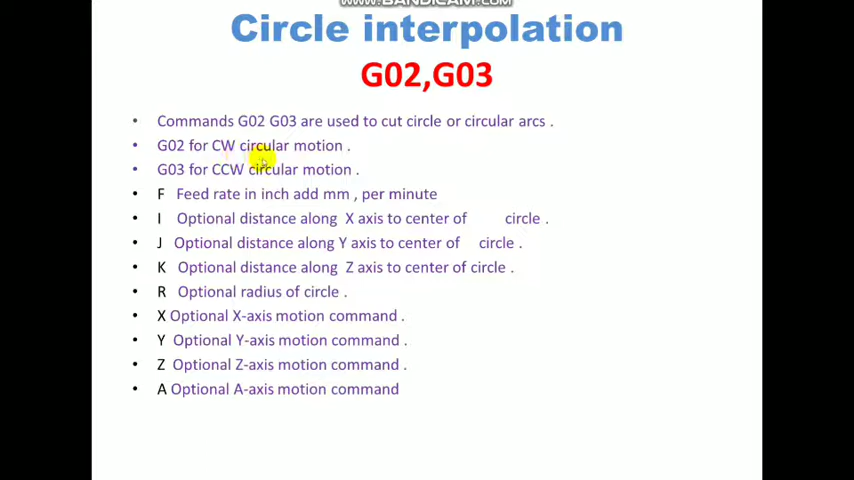 www.BANDICAM.com
Circle interpolation
G02,G03
• Commands G02 G03 are used to cut circle or circular arcs .
• G02 for CW circular motion .
• G03 for CCW circular motion .
• F Feed rate in inch add mm , per minute
• I Optional distance along X axis to center of circle .
• J Optional distance along Y axis to center of circle .
• K Optional distance along Z axis to center of circle .
• R Optional radius of circle .
• X Optional X-axis motion command .
• Y Optional Y-axis motion command .
• Z Optional Z-axis motion command .
• A Optional A-axis motion command